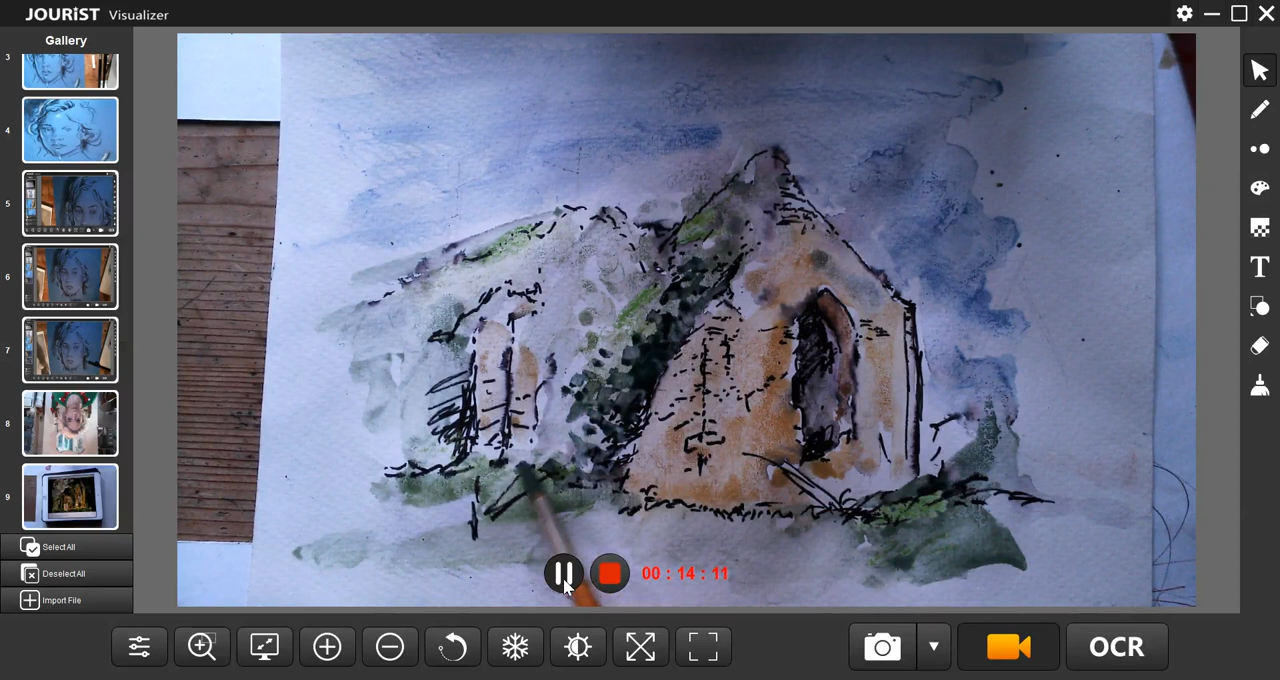 JOURiST Visualizer
Gallery
3
4
5
6
7
8
9
Select All
Deselect All
Import File
00 : 14 : 11
T
OCR